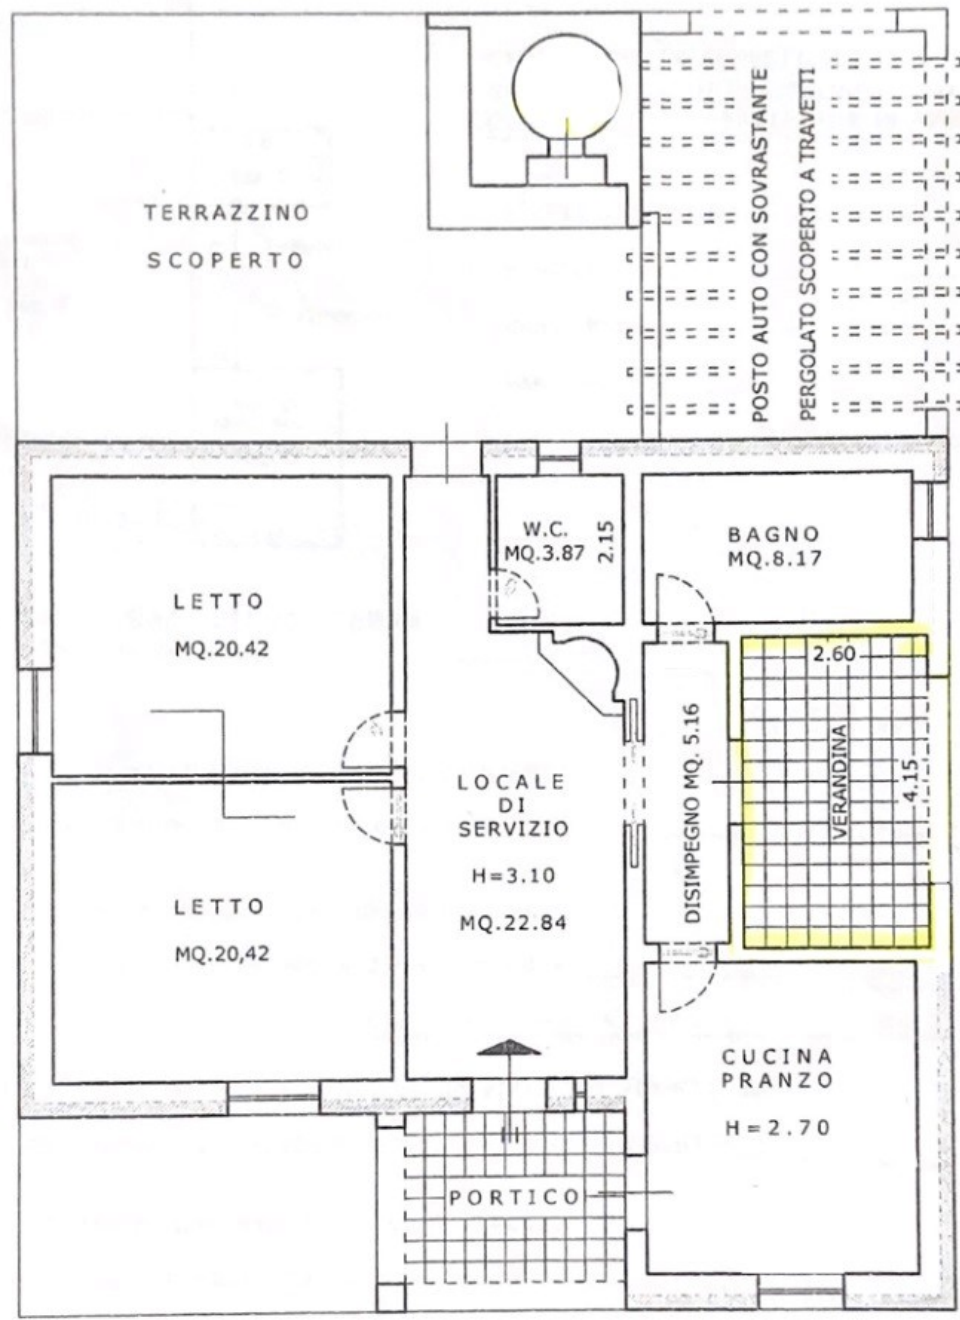 TERRAZZINO
SCOPERTO
POSTO AUTO CON SOVRASTANTE
PERGOLATO SCOPERTO A TRAVETTI
W.C.
MQ.3.87
2.15
BAGNO
MQ.8.17
LETTO
MQ.20,42
2.60
VERANDINA
4.15
DISIMPEGNO MQ. 5.16
LOCALE
DI
SERVIZIO
H=3.10
MQ.22.84
LETTO
MQ.20,42
CUCINA
PRANZO
H=2.70
PORTICO